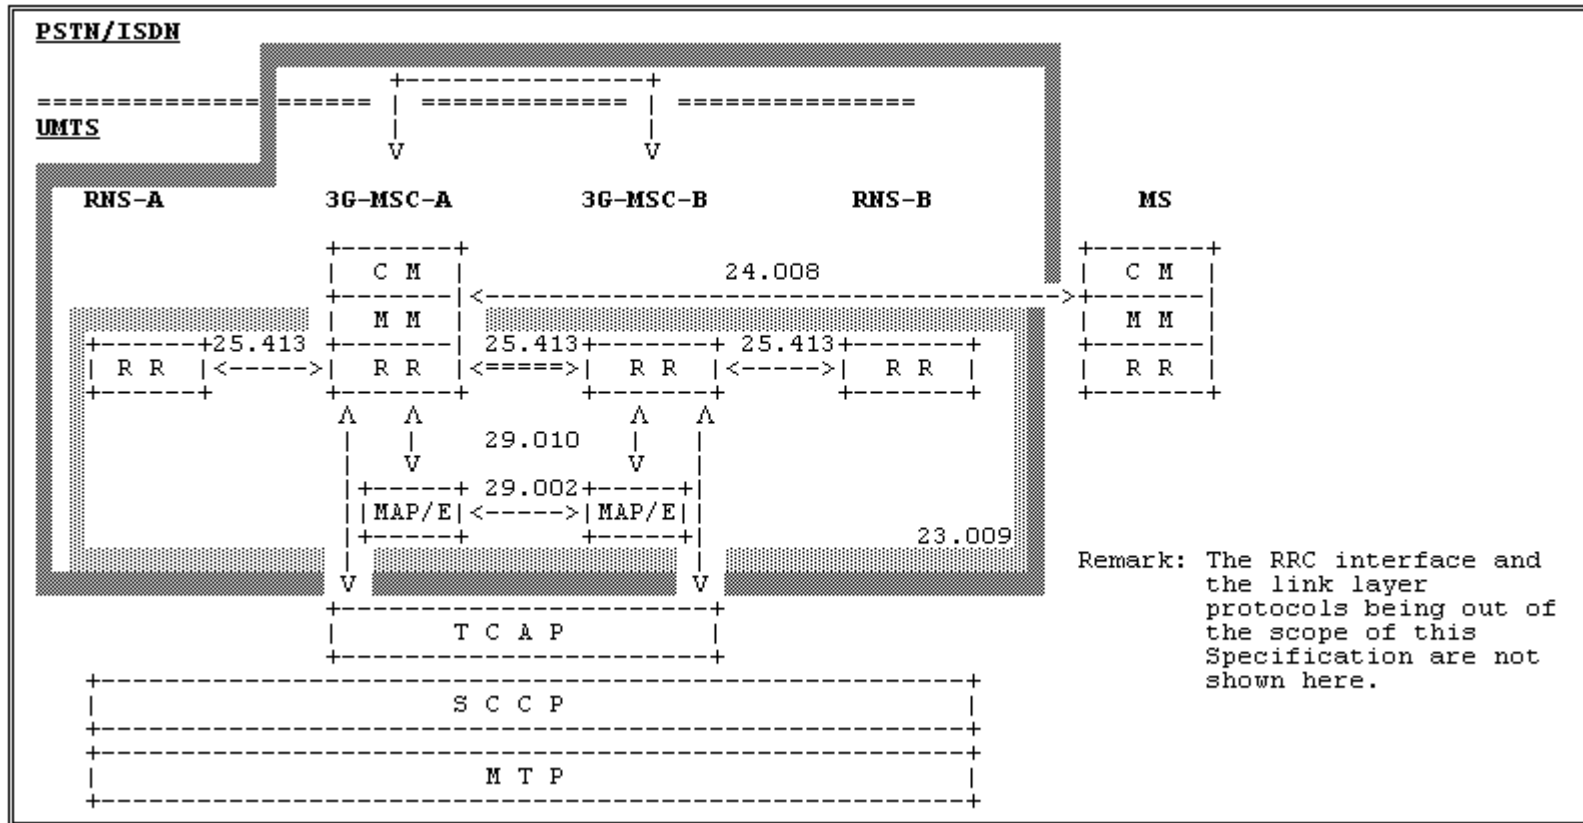 PSTN/ISDN
UMTS
RNS-A 3G-MSC-A 3G-MSC-B RNS-B MS
C M 24.008 C M
M M M M
25.413 25.413 25.413
R R R R R R R R R R
29.010
29.002
MAP/E MAP/E
23.009
Remark: The RRC interface and
the link layer
protocols being out of
the scope of this
Specification are not
shown here.
T C A P
S C C P
M T P